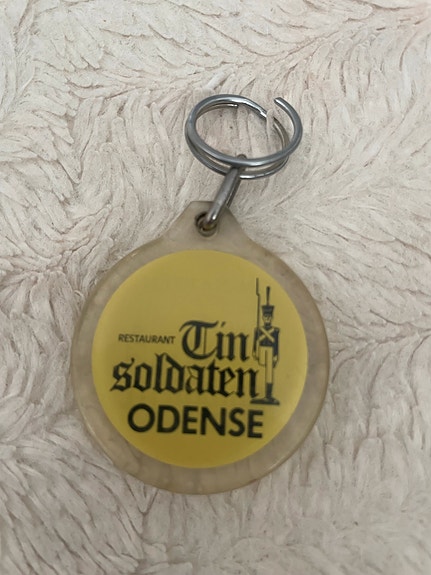 RESTAURANT Tin
soldaten
ODENSE